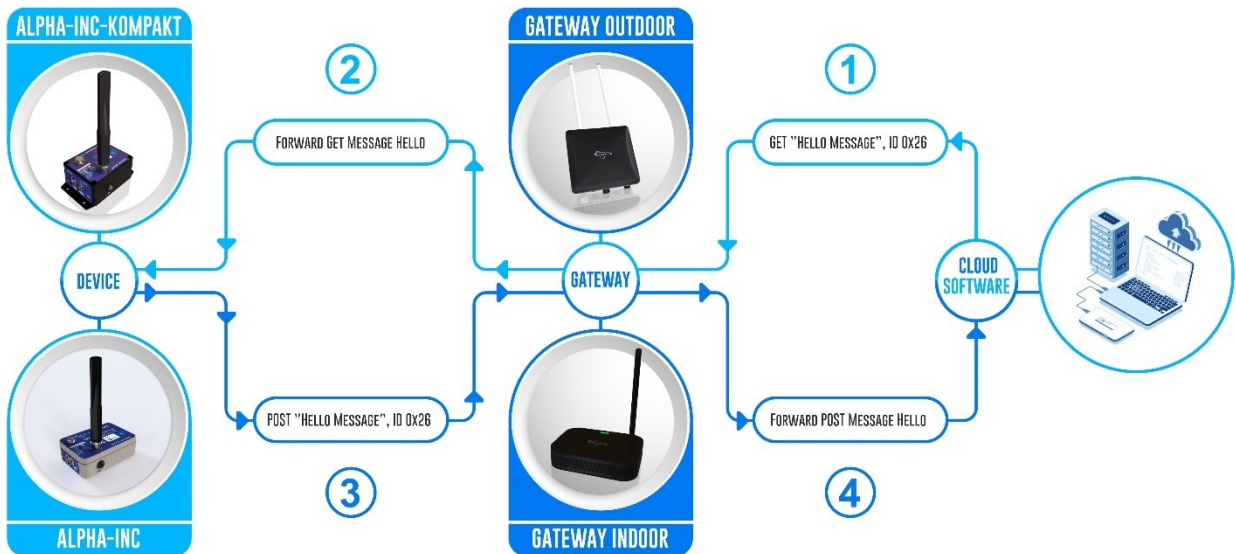 ALPHA-INC-KOMPAKT
GATEWAY OUTDOOR
2
1
FORWARD GET MESSAGE HELLO
GET "HELLO MESSAGE", ID 0X26
DEVICE
GATEWAY
CLOUD
SOFTWARE
POST "HELLO MESSAGE", ID 0X26
FORWARD POST MESSAGE HELLO
3
4
ALPHA-INC
GATEWAY INDOOR